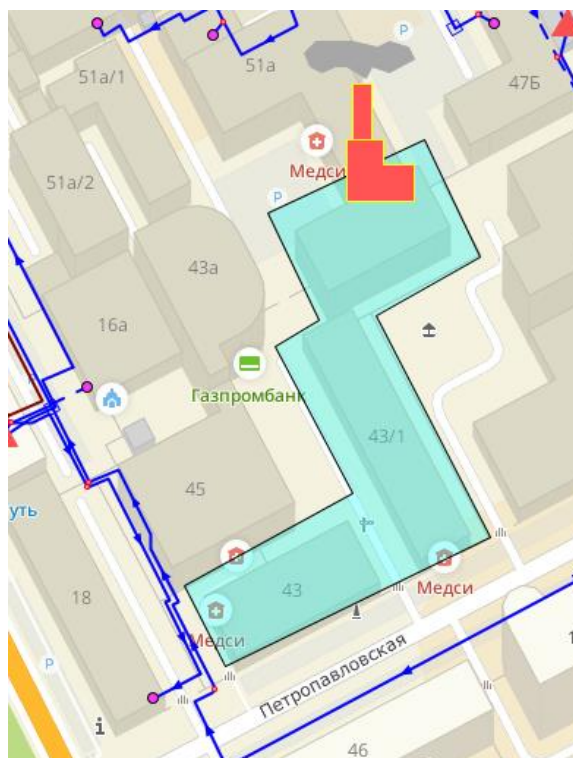 P
51а
51а/1
47Б
Медси
51а/2
P
43а
16а
Газпромбанк
43/1
45
уть
18
43
Медси
Медси
Петропавловская
P
46